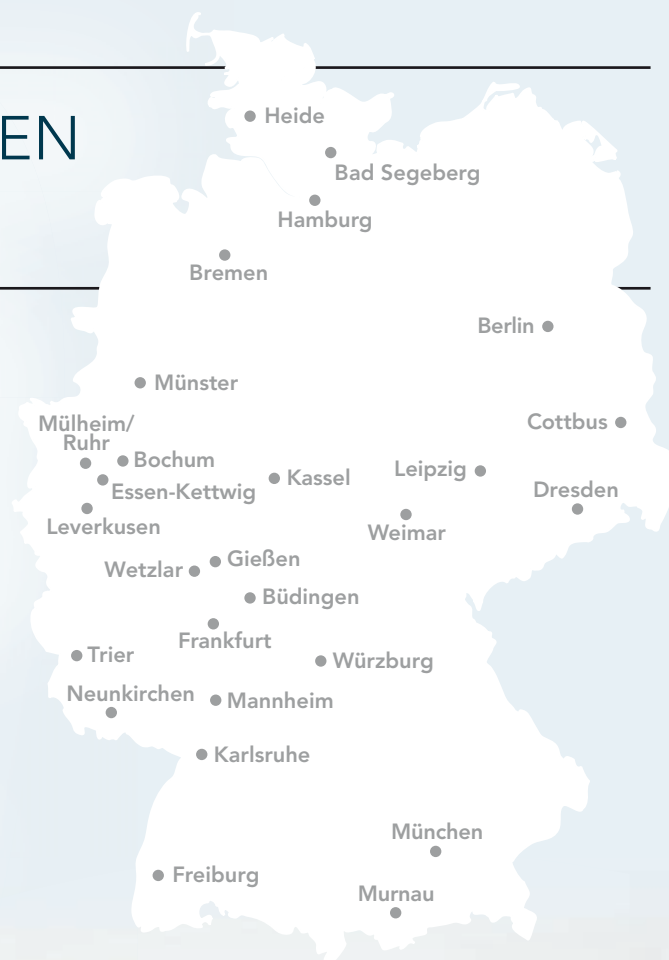 EN
Heide
Bad Segeberg
Hamburg
Bremen
Berlin
Münster
Cottbus
Mülheim/
Ruhr
Bochum
Essen-Kettwig
Kassel
Leipzig
Dresden
Leverkusen
Weimar
Wetzlar
Gießen
Büdingen
Frankfurt
Trier
Würzburg
Neunkirchen
Mannheim
Karlsruhe
München
Freiburg
Murnau